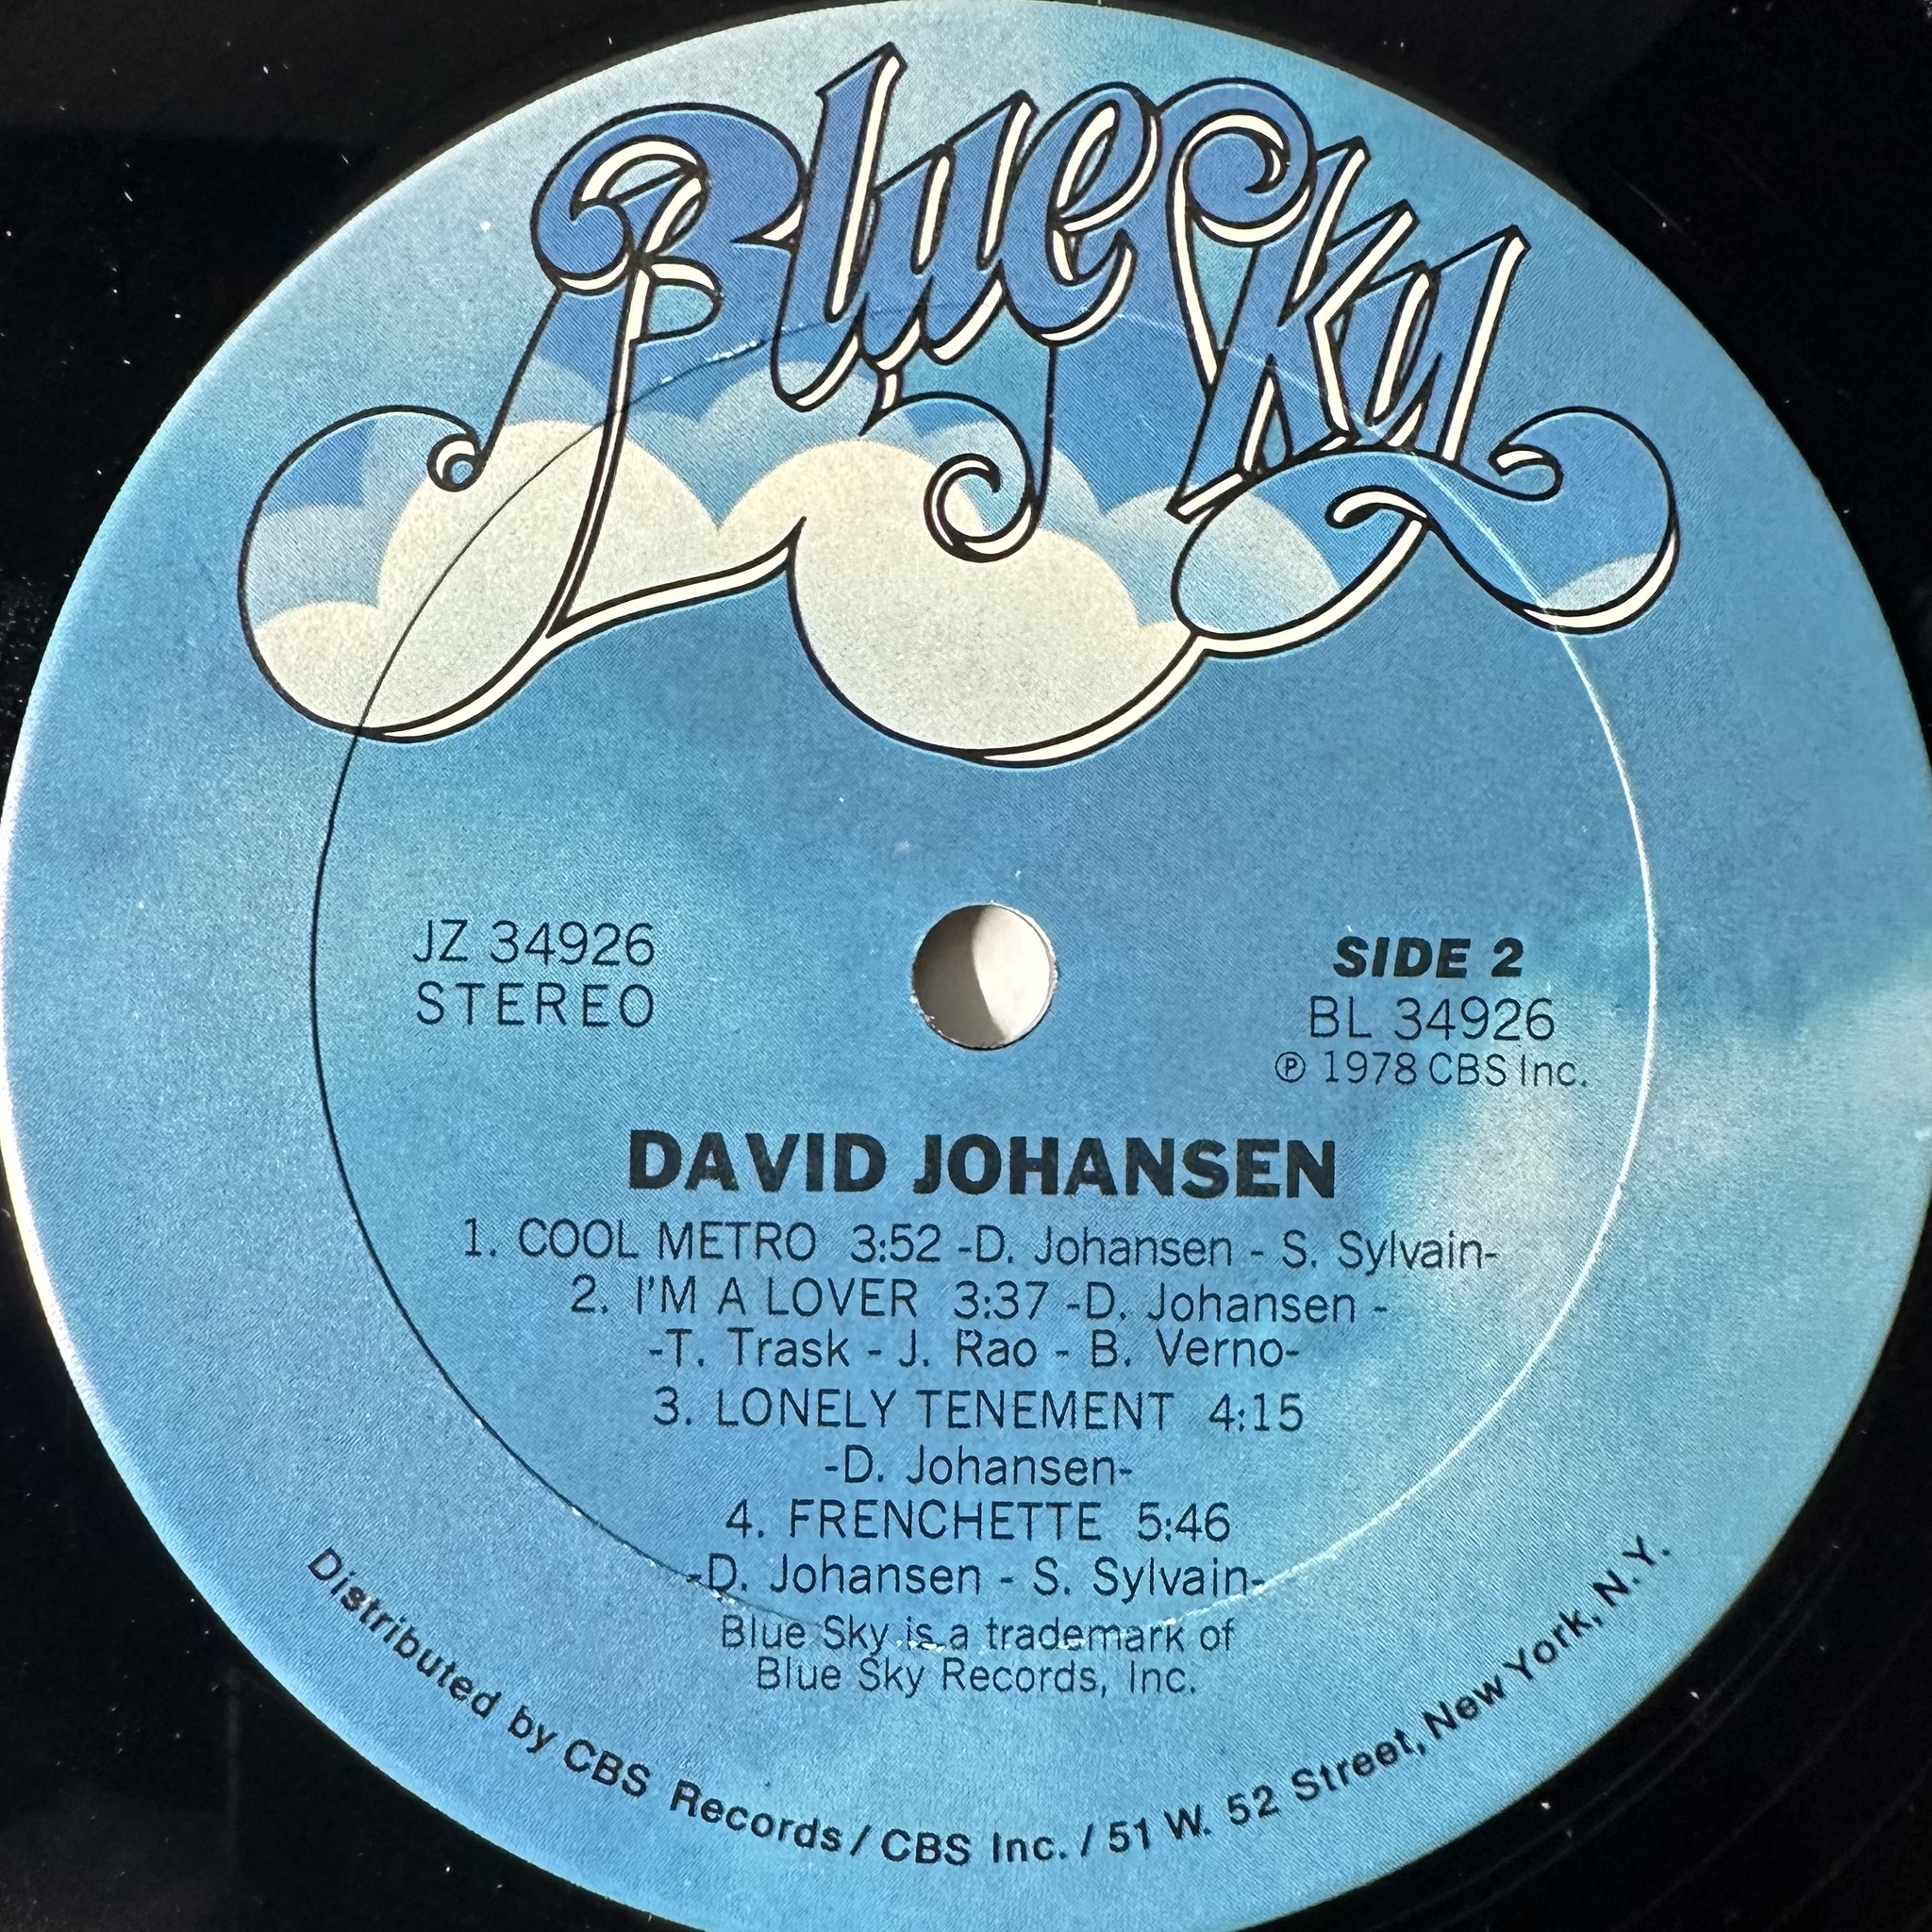 Blue Sky
JZ 34926
STEREO
SIDE 2
BL 34926
℗ 1978 CBS Inc.
DAVID JOHANSEN
1. COOL METRO 3:52 -D. Johansen - S. Sylvain-
2. I'M A LOVER 3:37 -D. Johansen -
-T. Trask - J. Rao - B. Verno-
3. LONELY TENEMENT 4:15
-D. Johansen-
4. FRENCHETTE 5:46
-D. Johansen - S. Sylvain-
Blue Sky is a trademark of
Blue Sky Records, Inc.
Distributed by CBS Records / CBS Inc. / 51 W. 52 Street, New York, N.Y.